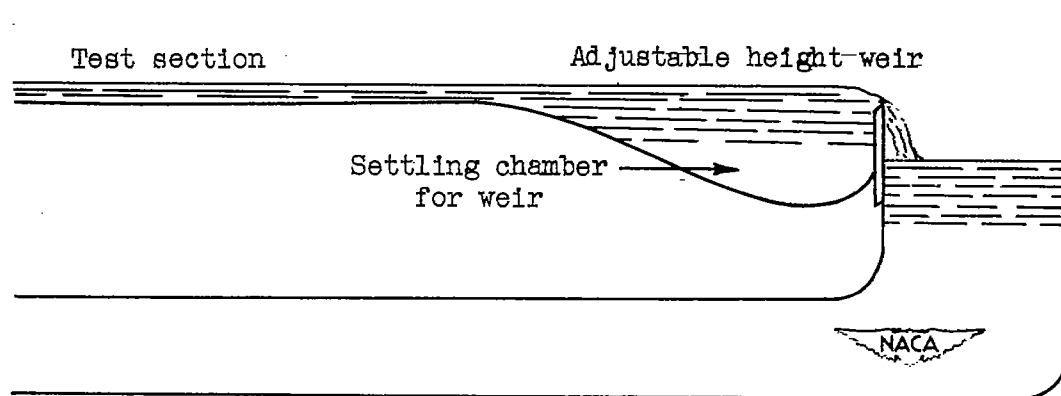 Test section
Adjustable height-weir
Settling chamber
for weir
NACA